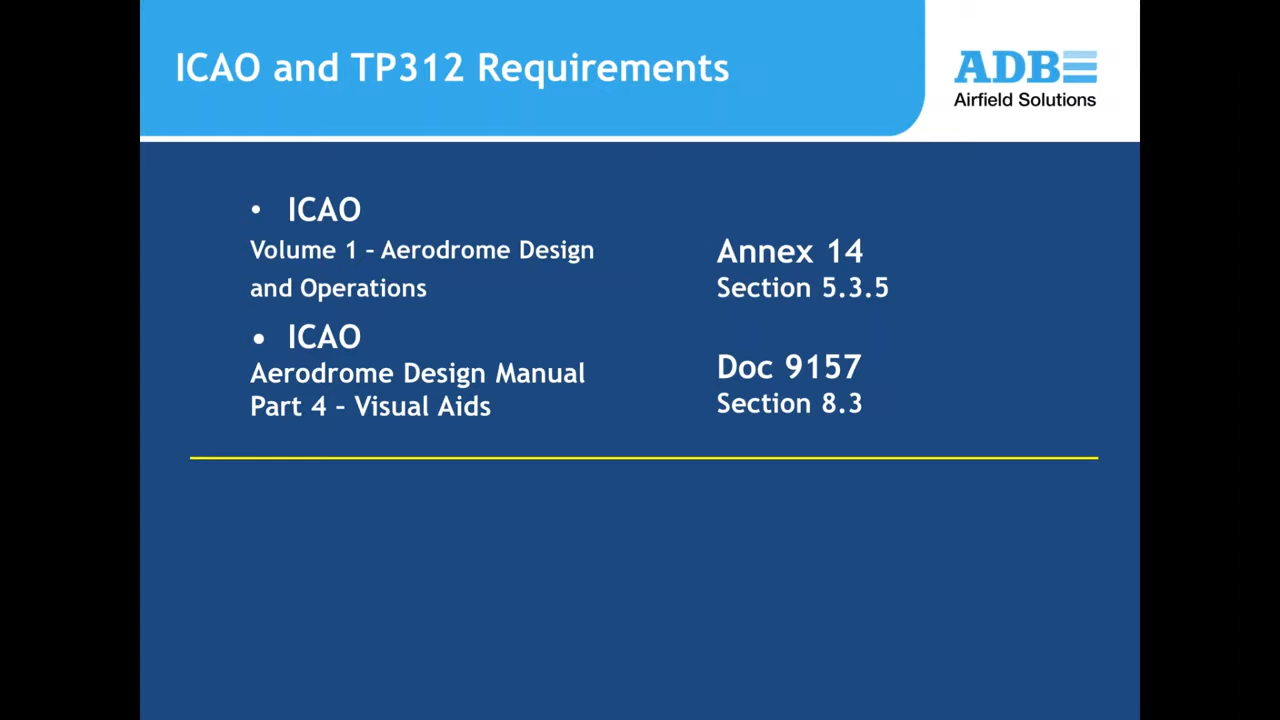 ICAO and TP312 Requirements
ADB
Airfield Solutions
• ICAO
Volume 1 – Aerodrome Design
and Operations
Annex 14
Section 5.3.5
• ICAO
Aerodrome Design Manual
Part 4 – Visual Aids
Doc 9157
Section 8.3